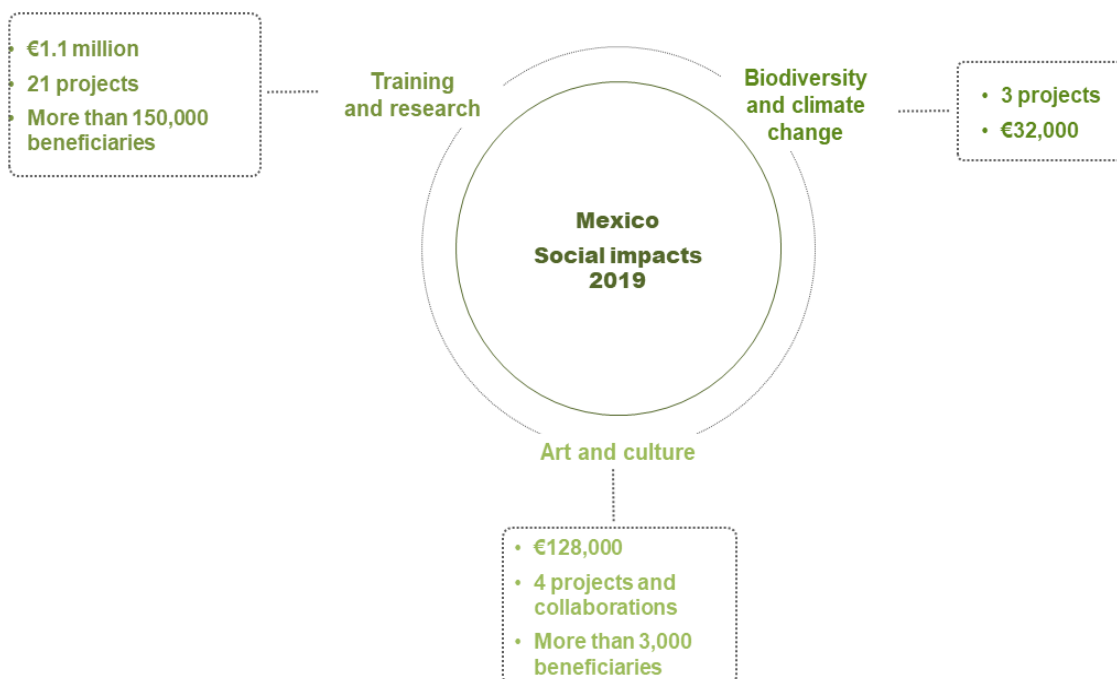 • €1.1 million
• 21 projects
• More than 150,000
beneficiaries
Training
and research
Biodiversity
and climate
change
• 3 projects
• €32,000
Mexico
Social impacts
2019
Art and culture
• €128,000
• 4 projects and
collaborations
• More than 3,000
beneficiaries